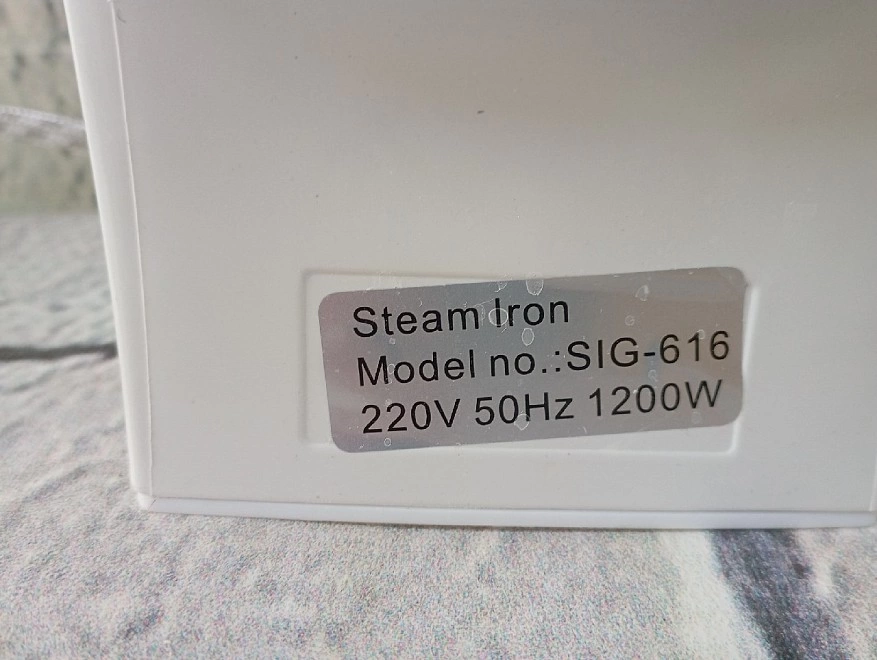 Steam Iron
Model no.:SIG-616
220V 50Hz 1200W